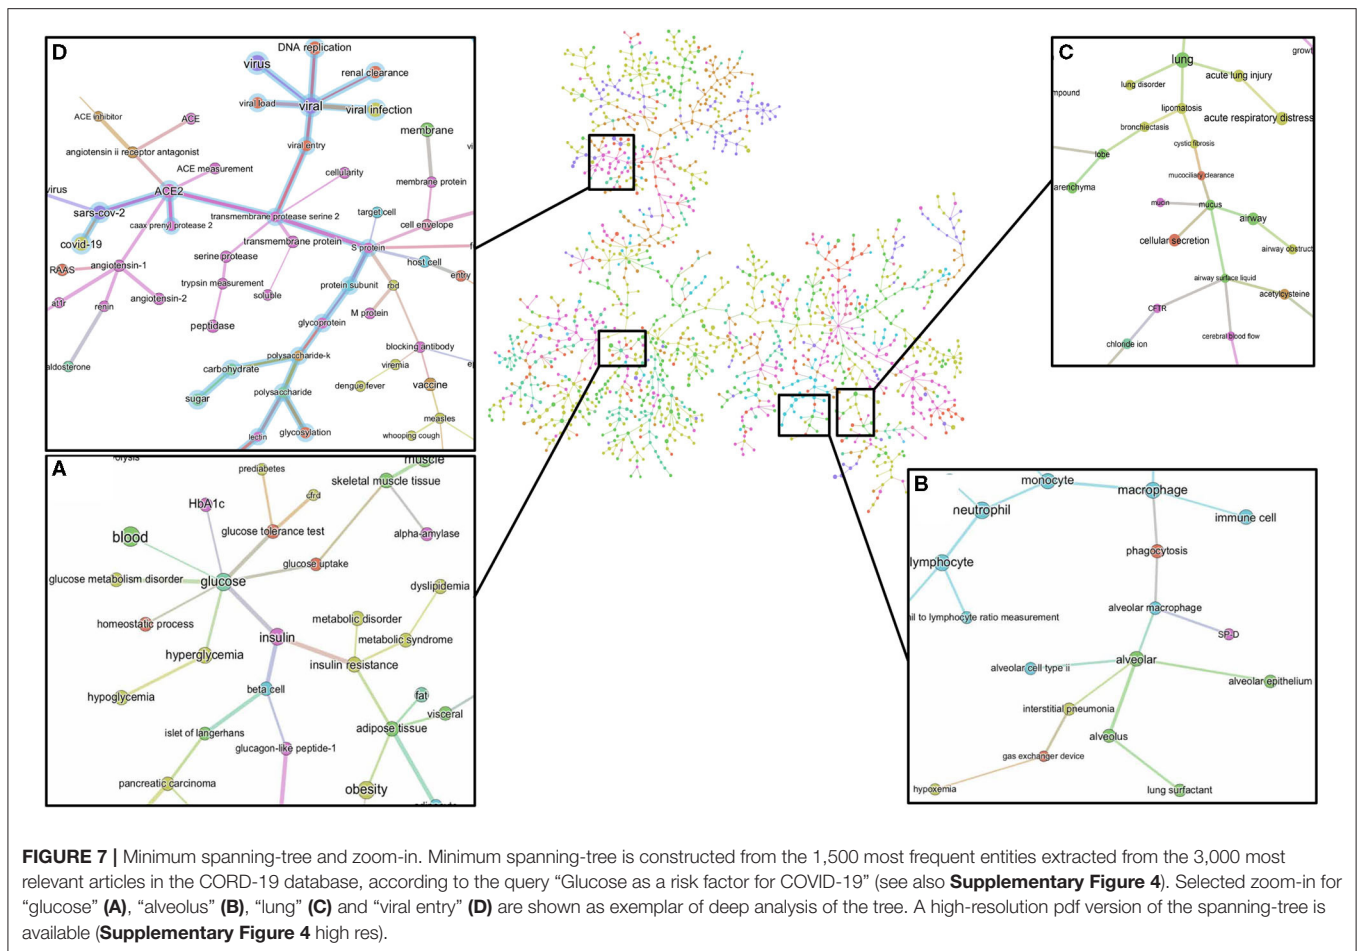 D
DNA replication
virus
renal clearance
viral load
viral
viral infection
ACE inhibitor
ACE
membrane
viral entry
angiotensin ii receptor antagonist
ACE measurement
cellularity
membrane protein
virus
ACE2
sars-cov-2
caax prenyl protease 2
transmembrane protease serine 2
target cell
cell envelope
covid-19
transmembrane protein
S protein
serine protease
host cell
RAAS
angiotensin-1
entry
trypsin measurement
protein subunit
rbd
at1r
renin
angiotensin-2
soluble
M protein
peptidase
glycoprotein
blocking antibody
aldosterone
polysaccharide-k
carbohydrate
viremia
dengue fever
vaccine
sugar
polysaccharide
measles
lectin
glycosylation
whooping cough
C
growt
lung
lung disorder
acute lung injury
mpound
lipomatosis
acute respiratory distress
bronchiectasis
cystic fibrosis
lobe
mucociliary clearance
arenchyma
mucin
mucus
airway
cellular secretion
airway obstruct
airway surface liquid
acetylcysteine
CFTR
chloride ion
cerebral blood flow
A
olysis
prediabetes
muscle
skeletal muscle tissue
HbA1c
cfrd
blood
glucose tolerance test
alpha-amylase
glucose uptake
glucose metabolism disorder
glucose
dyslipidemia
homeostatic process
metabolic disorder
insulin
metabolic syndrome
hyperglycemia
insulin resistance
hypoglycemia
beta cell
fat
visceral
islet of langerhans
adipose tissue
glucagon-like peptide-1
pancreatic carcinoma
obesity
B
monocyte
macrophage
neutrophil
immune cell
phagocytosis
lymphocyte
alveolar macrophage
hil to lymphocyte ratio measurement
SP-D
alveolar
alveolar cell type ii
alveolar epithelium
interstitial pneumonia
alveolus
gas exchanger device
hypoxemia
lung surfactant
FIGURE 7 | Minimum spanning-tree and zoom-in. Minimum spanning-tree is constructed from the 1,500 most frequent entities extracted from the 3,000 most
relevant articles in the CORD-19 database, according to the query “Glucose as a risk factor for COVID-19” (see also Supplementary Figure 4). Selected zoom-in for
“glucose” (A), “alveolus” (B), “lung” (C) and “viral entry” (D) are shown as exemplar of deep analysis of the tree. A high-resolution pdf version of the spanning-tree is
available (Supplementary Figure 4 high res).